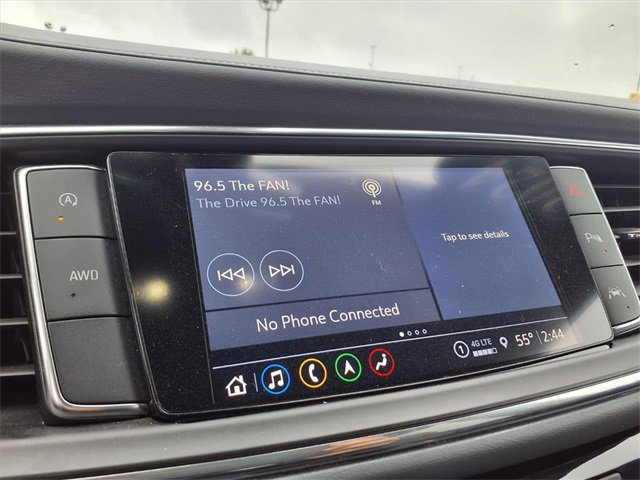 96.5 The FAN!
The Drive 96.5 The FAN!
FM
Tap to see details
No Phone Connected
1 4G LTE 55° 2:44
A
AWD